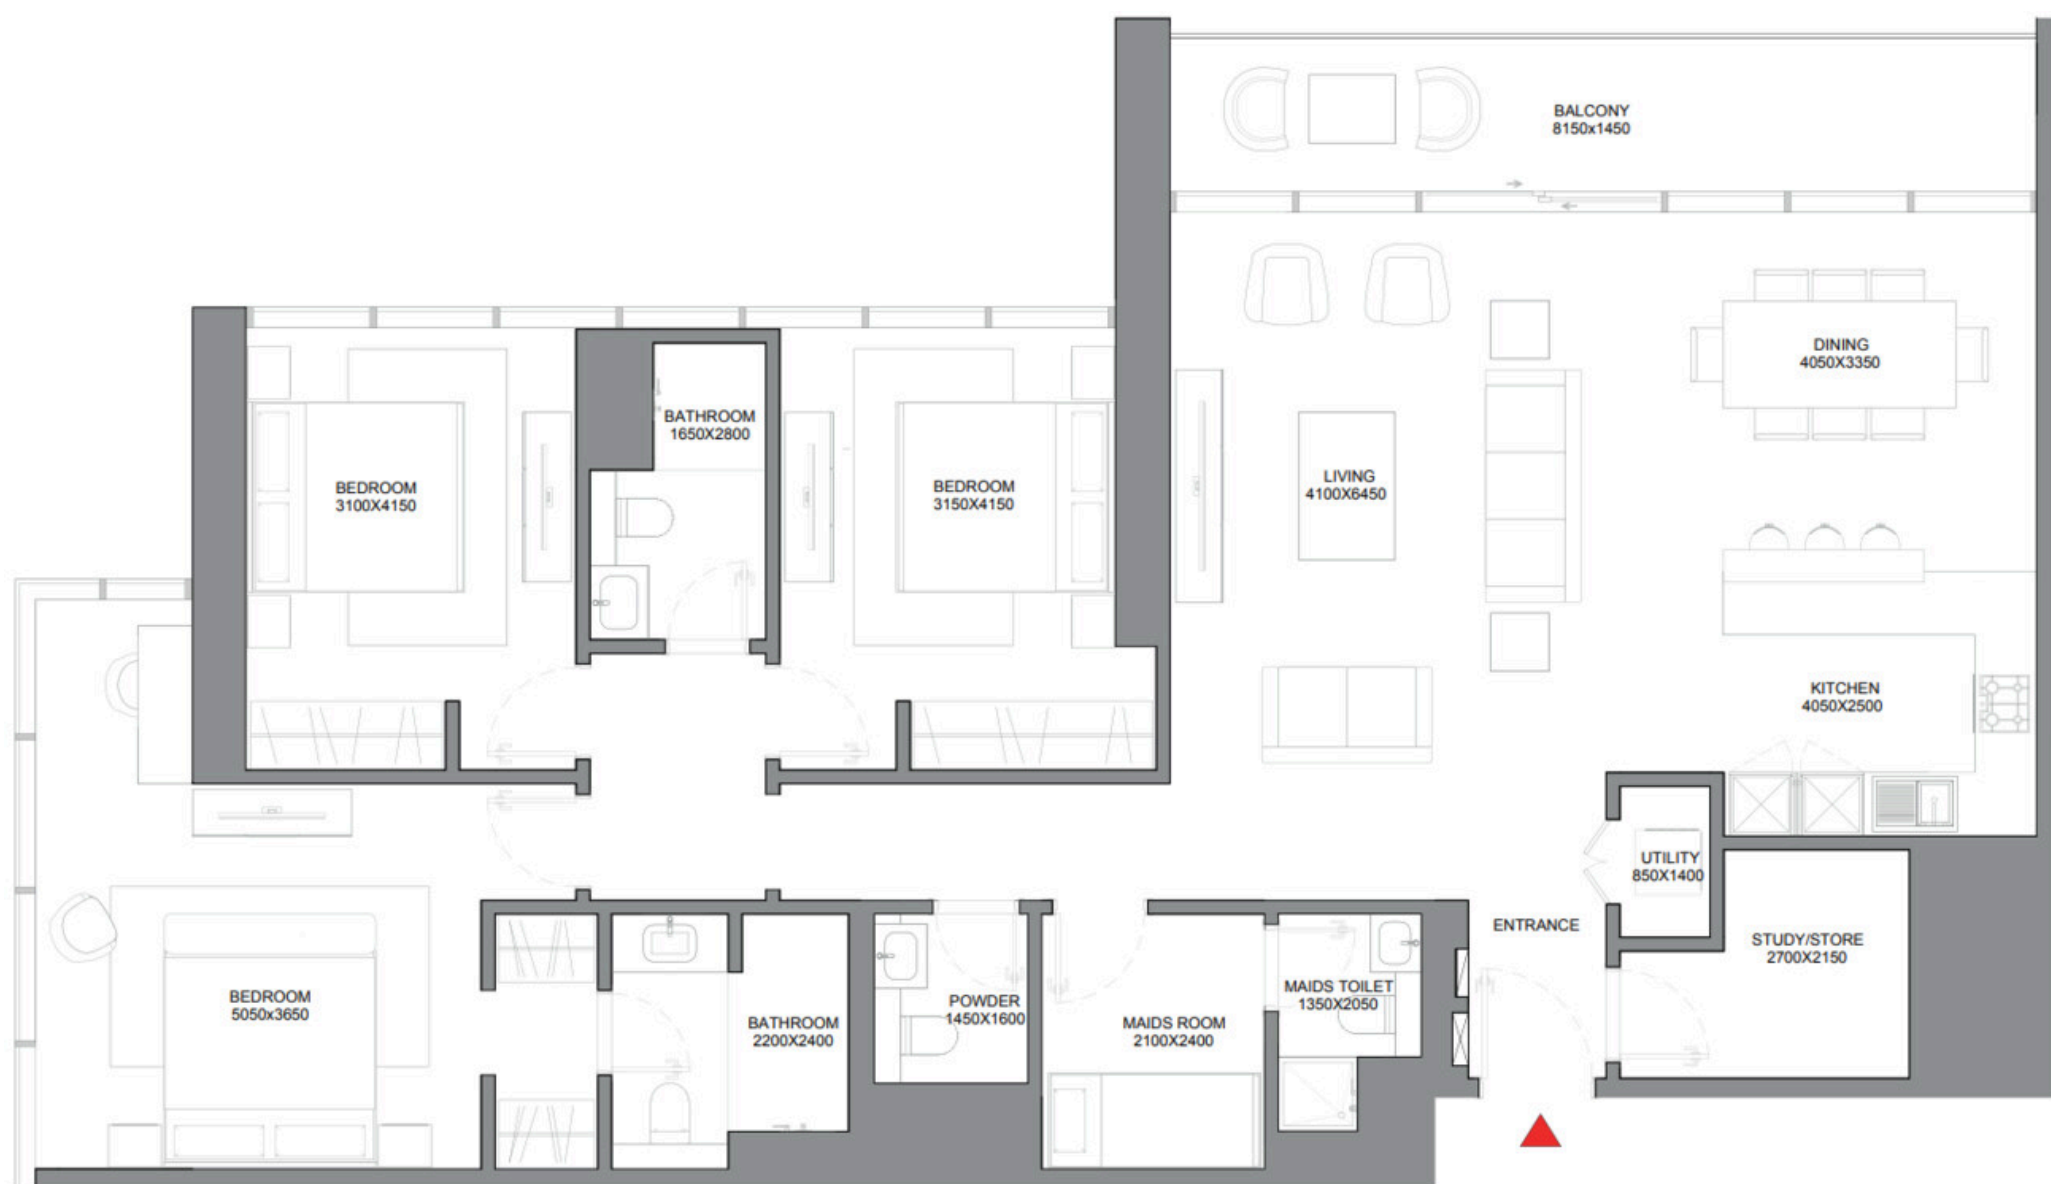 BALCONY
8150x1450
DINING
4050X3350
BATHROOM
1650X2800
LIVING
4100X6450
BEDROOM
3100X4150
BEDROOM
3150X4150
KITCHEN
4050X2500
UTILITY
850X1400
ENTRANCE
STUDY/STORE
2700X2150
BEDROOM
5050x3650
BATHROOM
2200X2400
POWDER
1450X1600
MAIDS ROOM
2100X2400
MAIDS TOILET
1350X2050